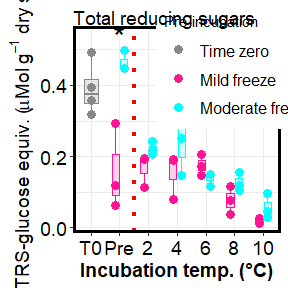 Total reducing sugars
Pre-incubation
Time zero
Mild freeze
Moderate fre
*
TRS-glucose equiv. (µMol g⁻¹ dry s
0.4
0.2
0.0
T0 Pre 2 4 6 8 10
Incubation temp. (°C)